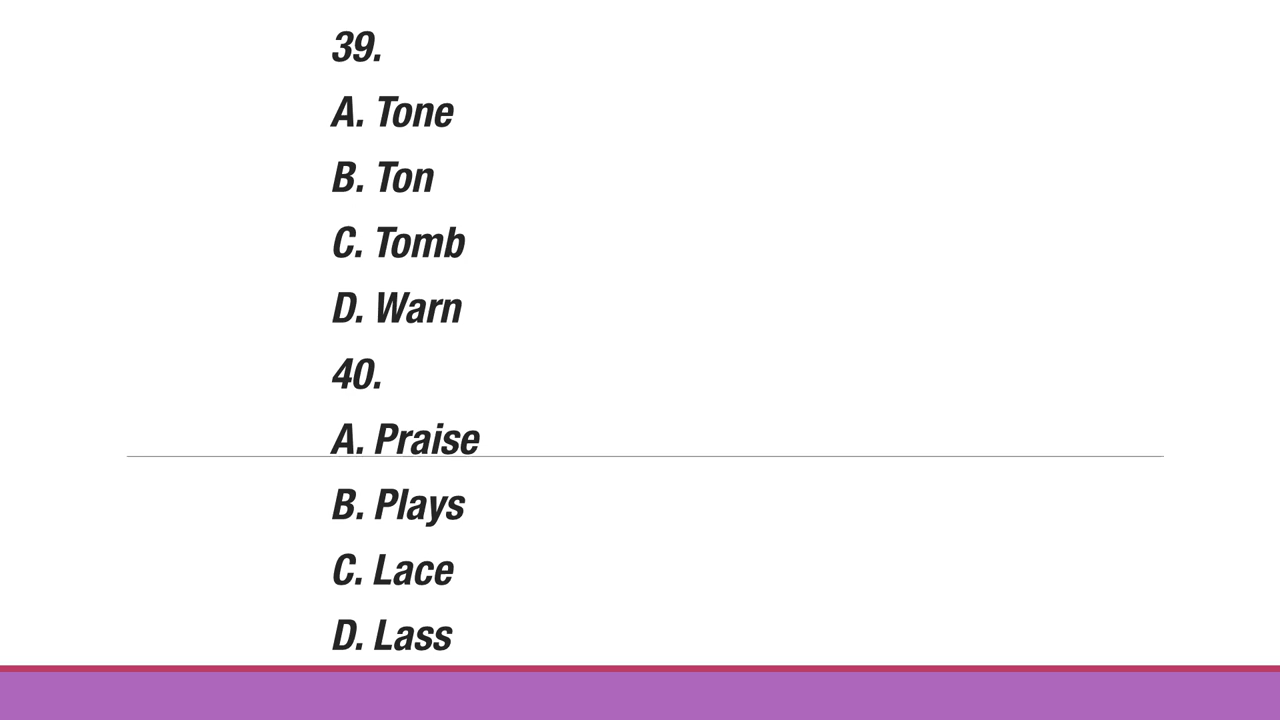 39.
A. Tone
B. Ton
C. Tomb
D. Warn
40.
A. Praise
B. Plays
C. Lace
D. Lass